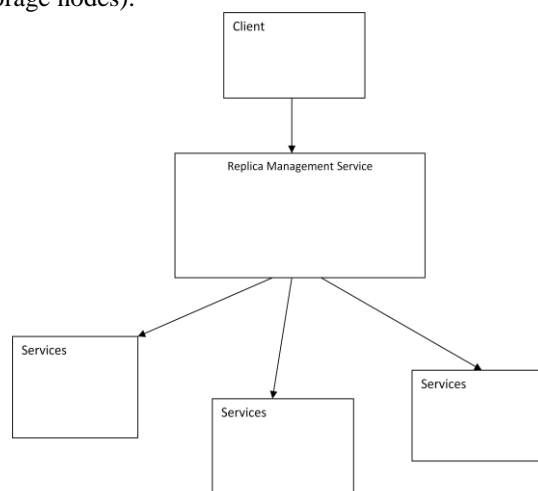 Client
Replica Management Service
Services
Services
Services